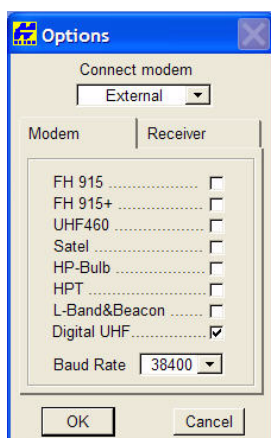 Options
Connect modem
External
Modem Receiver
FH 915 ..................
FH 915+ ................
UHF460 ................
Satel .....................
HP-Bulb .................
HPT ......................
L-Band&Beacon ......
Digital UHF.............
Baud Rate 38400
OK Cancel